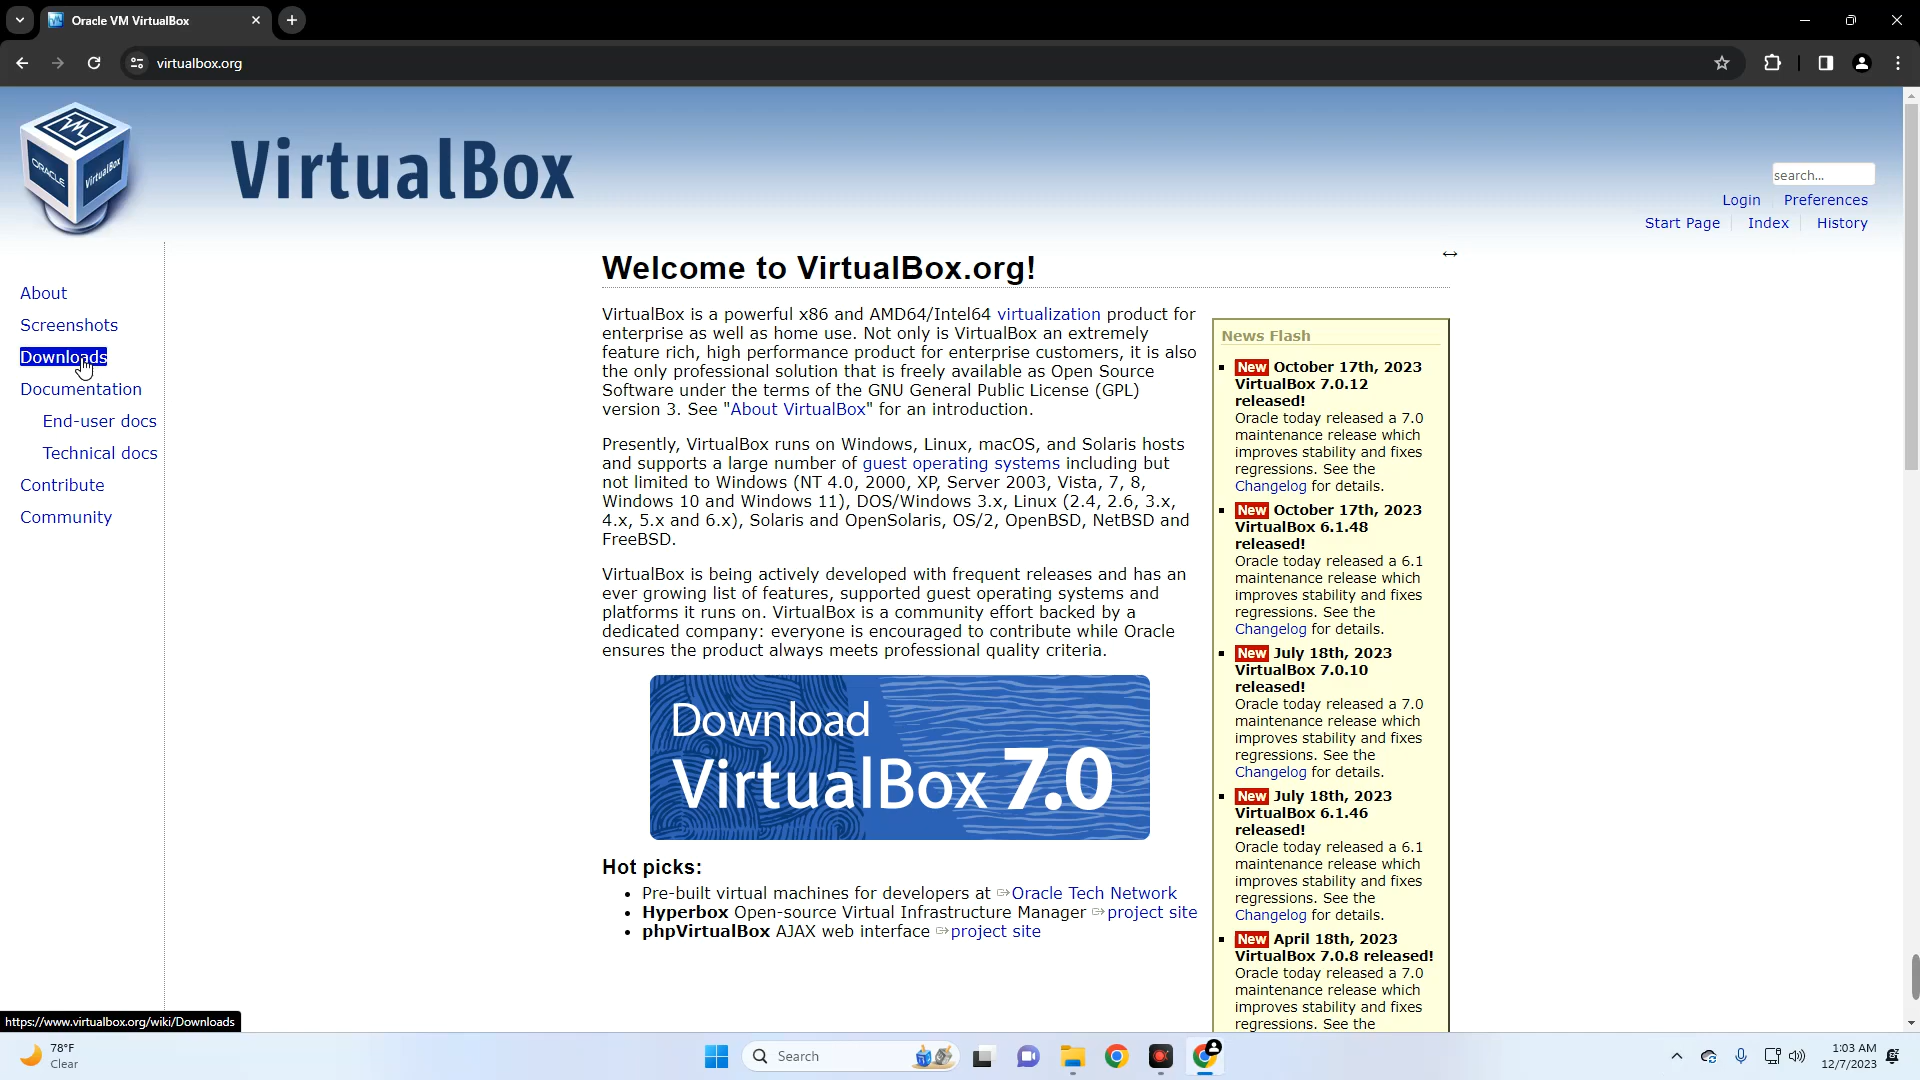 Oracle VM VirtualBox
virtualbox.org
ORACLE
VirtualBox
VirtualBox
search...
Login Preferences
Start Page Index History
About
Screenshots
Downloads
Documentation
End-user docs
Technical docs
Contribute
Community
Welcome to VirtualBox.org!
VirtualBox is a powerful x86 and AMD64/Intel64 virtualization product for
enterprise as well as home use. Not only is VirtualBox an extremely
feature rich, high performance product for enterprise customers, it is also
the only professional solution that is freely available as Open Source
Software under the terms of the GNU General Public License (GPL)
version 3. See "About VirtualBox" for an introduction.
Presently, VirtualBox runs on Windows, Linux, macOS, and Solaris hosts
and supports a large number of guest operating systems including but
not limited to Windows (NT 4.0, 2000, XP, Server 2003, Vista, 7, 8,
Windows 10 and Windows 11), DOS/Windows 3.x, Linux (2.4, 2.6, 3.x,
4.x, 5.x and 6.x), Solaris and OpenSolaris, OS/2, OpenBSD, NetBSD and
FreeBSD.
VirtualBox is being actively developed with frequent releases and has an
ever growing list of features, supported guest operating systems and
platforms it runs on. VirtualBox is a community effort backed by a
dedicated company: everyone is encouraged to contribute while Oracle
ensures the product always meets professional quality criteria.
Download
VirtualBox 7.0
Hot picks:
Pre-built virtual machines for developers at Oracle Tech Network
Hyperbox Open-source Virtual Infrastructure Manager project site
phpVirtualBox AJAX web interface project site
News Flash
New October 17th, 2023
VirtualBox 7.0.12
released!
Oracle today released a 7.0
maintenance release which
improves stability and fixes
regressions. See the
Changelog for details.
New October 17th, 2023
VirtualBox 6.1.48
released!
Oracle today released a 6.1
maintenance release which
improves stability and fixes
regressions. See the
Changelog for details.
New July 18th, 2023
VirtualBox 7.0.10
released!
Oracle today released a 7.0
maintenance release which
improves stability and fixes
regressions. See the
Changelog for details.
New July 18th, 2023
VirtualBox 6.1.46
released!
Oracle today released a 6.1
maintenance release which
improves stability and fixes
regressions. See the
Changelog for details.
New April 18th, 2023
VirtualBox 7.0.8 released!
Oracle today released a 7.0
maintenance release which
improves stability and fixes
regressions. See the
https://www.virtualbox.org/wiki/Downloads
78°F
Clear
Search
1:03 AM
12/7/2023